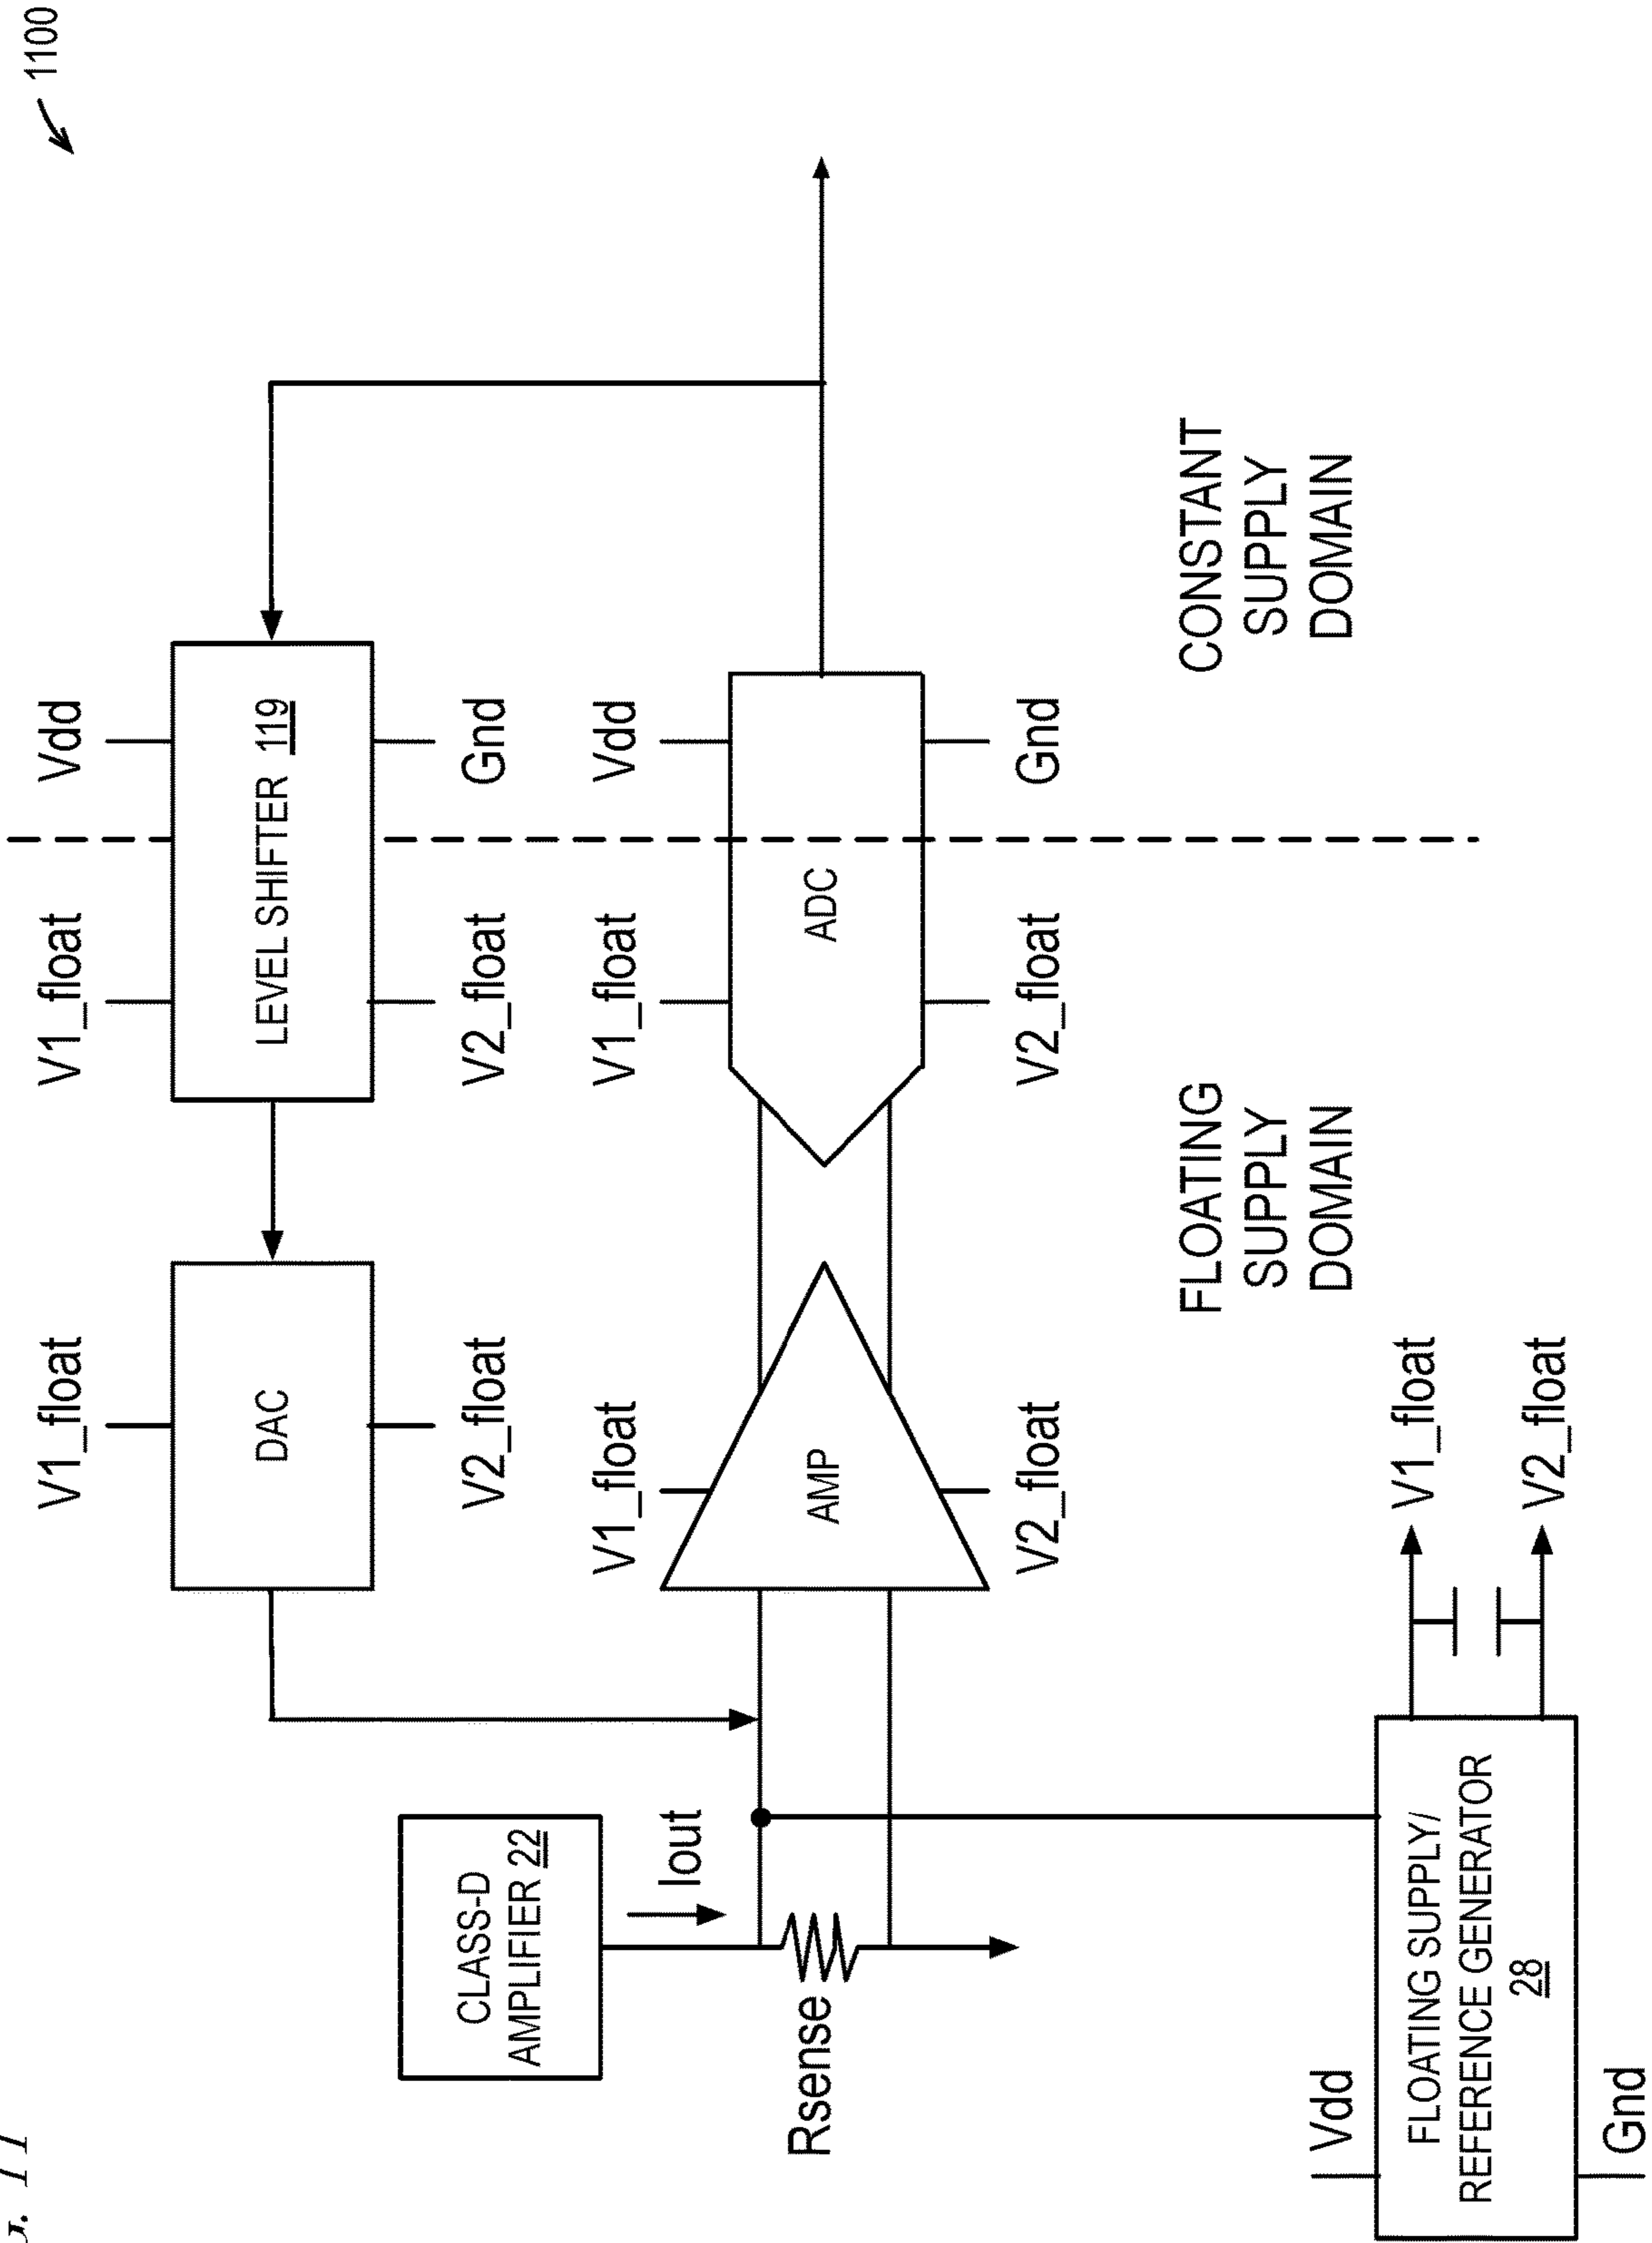 1100
V1_float
V1_float
Vdd
DAC
LEVEL SHIFTER 119
V2_float
V2_float
Gnd
CLASS-D
AMPLIFIER 22
Iout
V1_float
V1_float
Vdd
Rsense
AMP
ADC
V2_float
V2_float
Gnd
FLOATING
SUPPLY
DOMAIN
CONSTANT
SUPPLY
DOMAIN
Vdd
FLOATING SUPPLY/
REFERENCE GENERATOR
28
Gnd
V1_float
V2_float
11